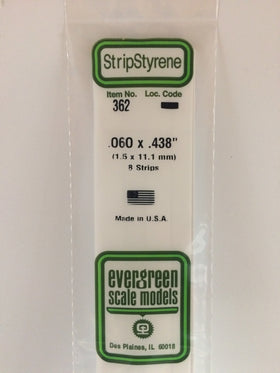 StripStyrene
Item No. Loc. Code
362
.060 x .438"
(1.5 x 11.1 mm)
8 Strips
Made in U.S.A.
evergreen
scale models
Des Plaines, IL 60018